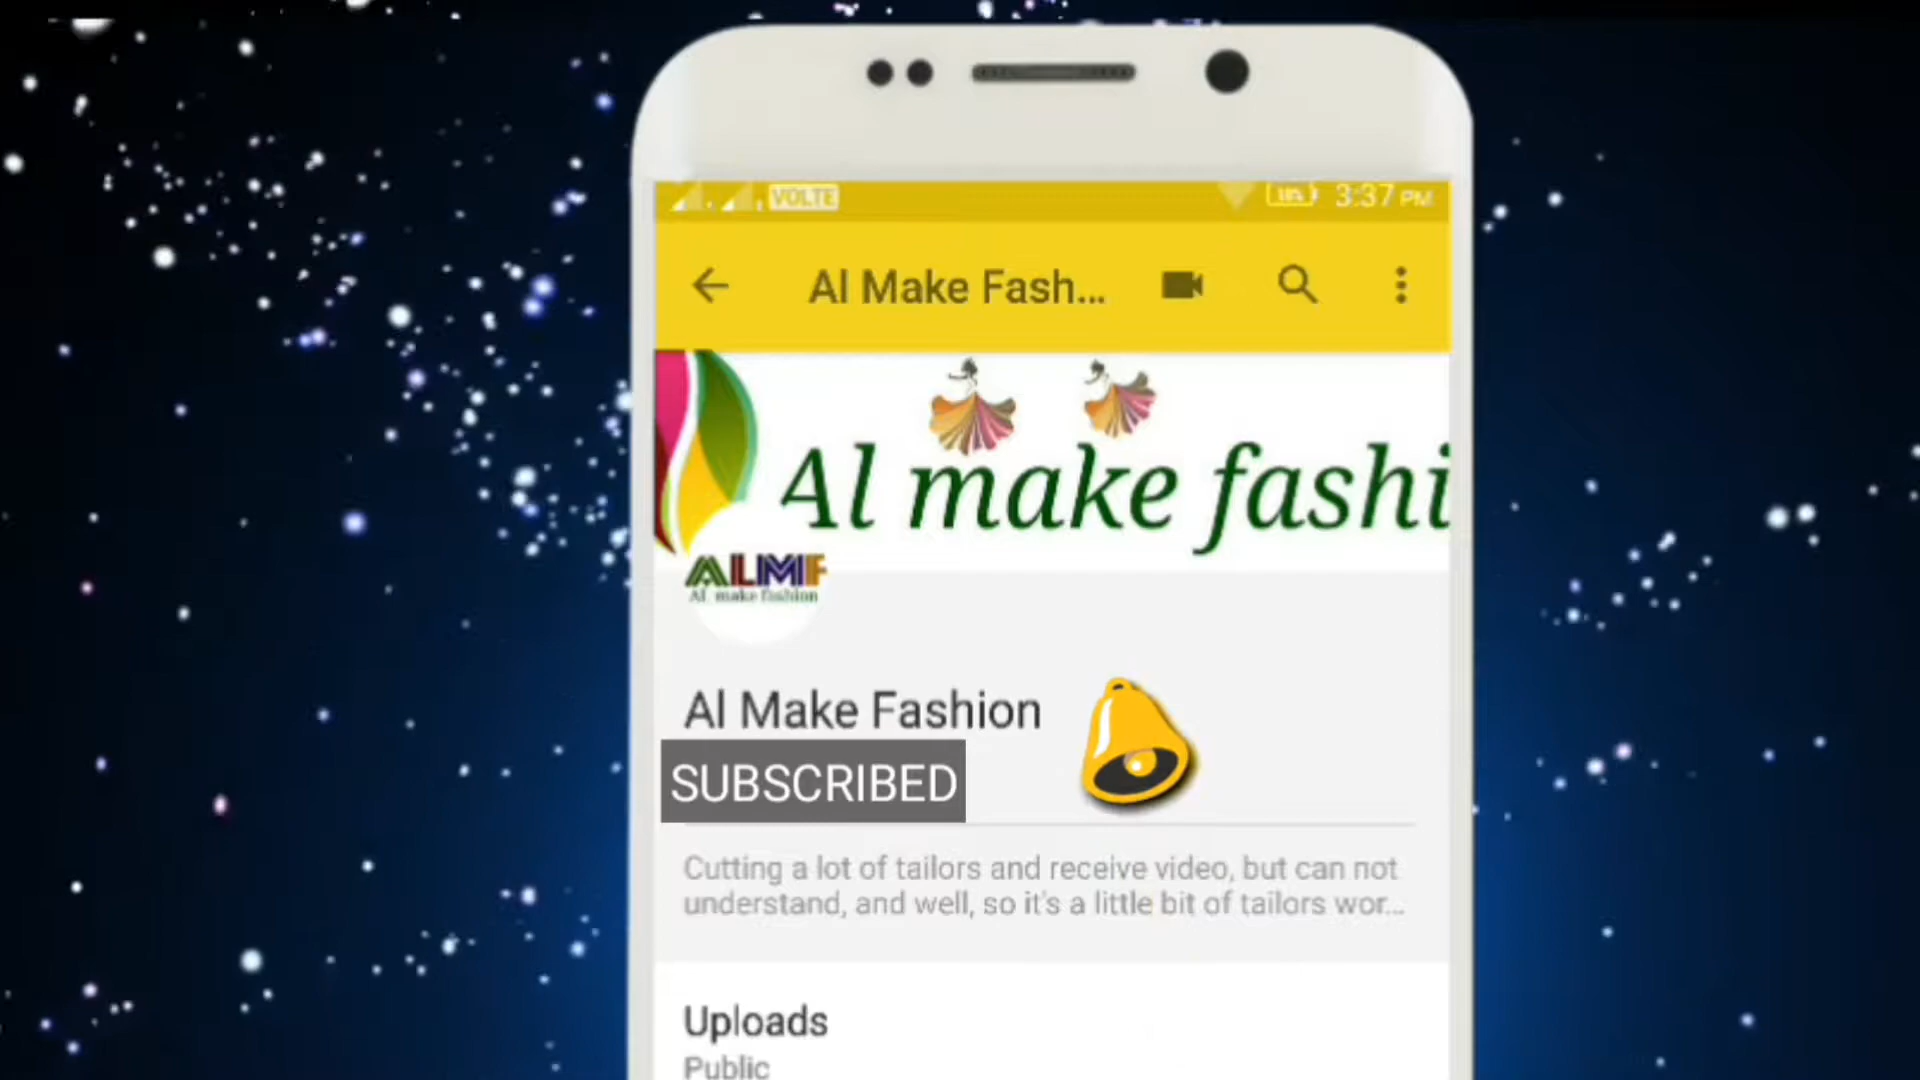 VOLTE
3:37 PM
Al Make Fash...
Al make fashi
ALMF
AL make fashion
Al Make Fashion
SUBSCRIBED
Cutting a lot of tailors and receive video, but can not
understand, and well, so it's a little bit of tailors wor...
Uploads
Public